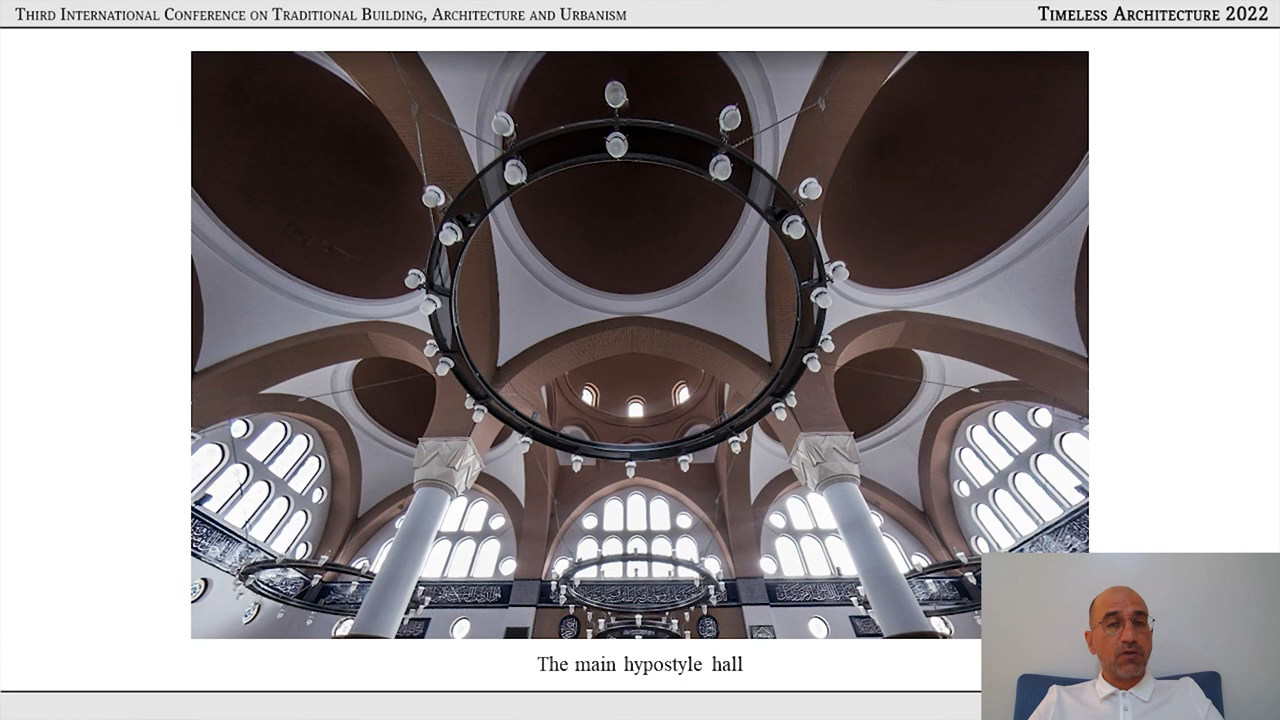 Third International Conference on Traditional Building, Architecture and Urbanism
Timeless Architecture 2022
The main hypostyle hall